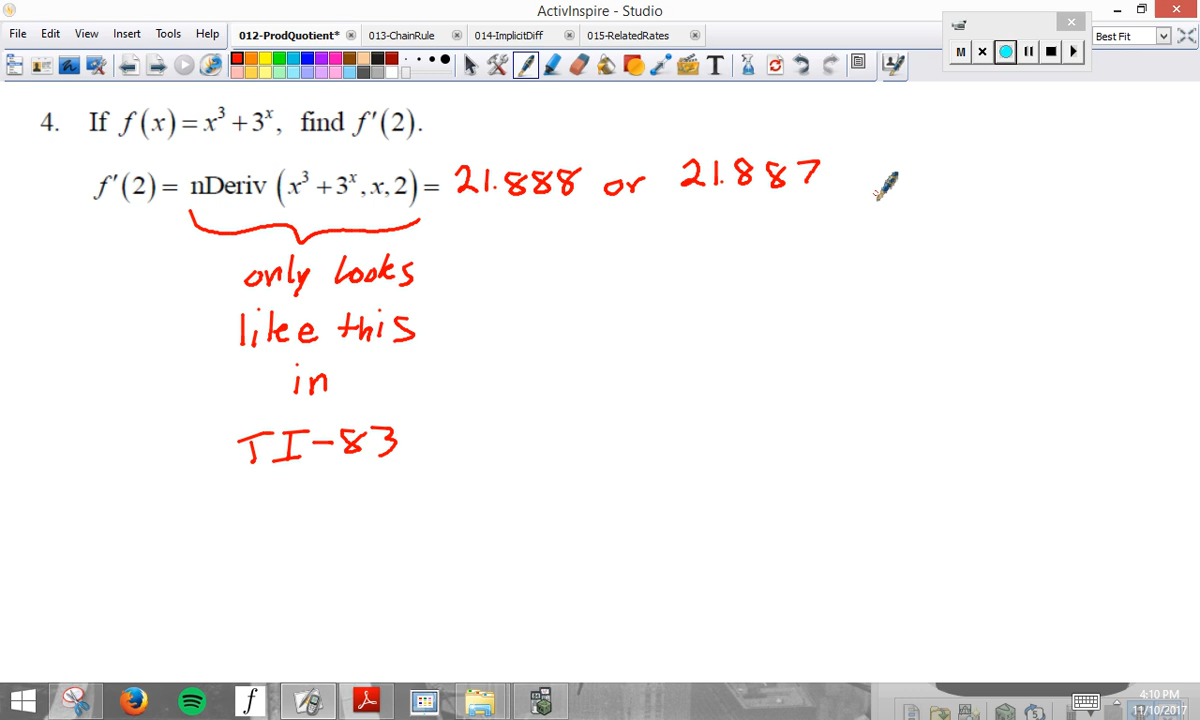 ActivInspire - Studio
File Edit View Insert Tools Help
012-ProdQuotient* 013-ChainRule 014-ImplicitDiff 015-RelatedRates
M
Best Fit
4. If f(x) = x³ + 3ˣ, find f′(2).
f′(2) = nDeriv (x³ + 3ˣ, x, 2) = 21.888 or 21.887
only looks
like this
in
TI-83
4:10 PM
11/10/2017